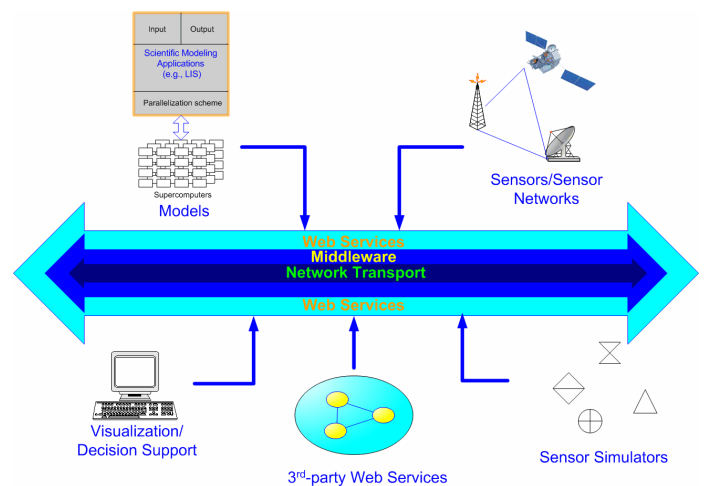 Input Output
Scientific Modeling
Applications
(e.g., LIS)
Parallelization scheme
Supercomputers
Models
Sensors/Sensor
Networks
Web Services
Middleware
Network Transport
Web Services
Visualization/
Decision Support
3rd-party Web Services
Sensor Simulators